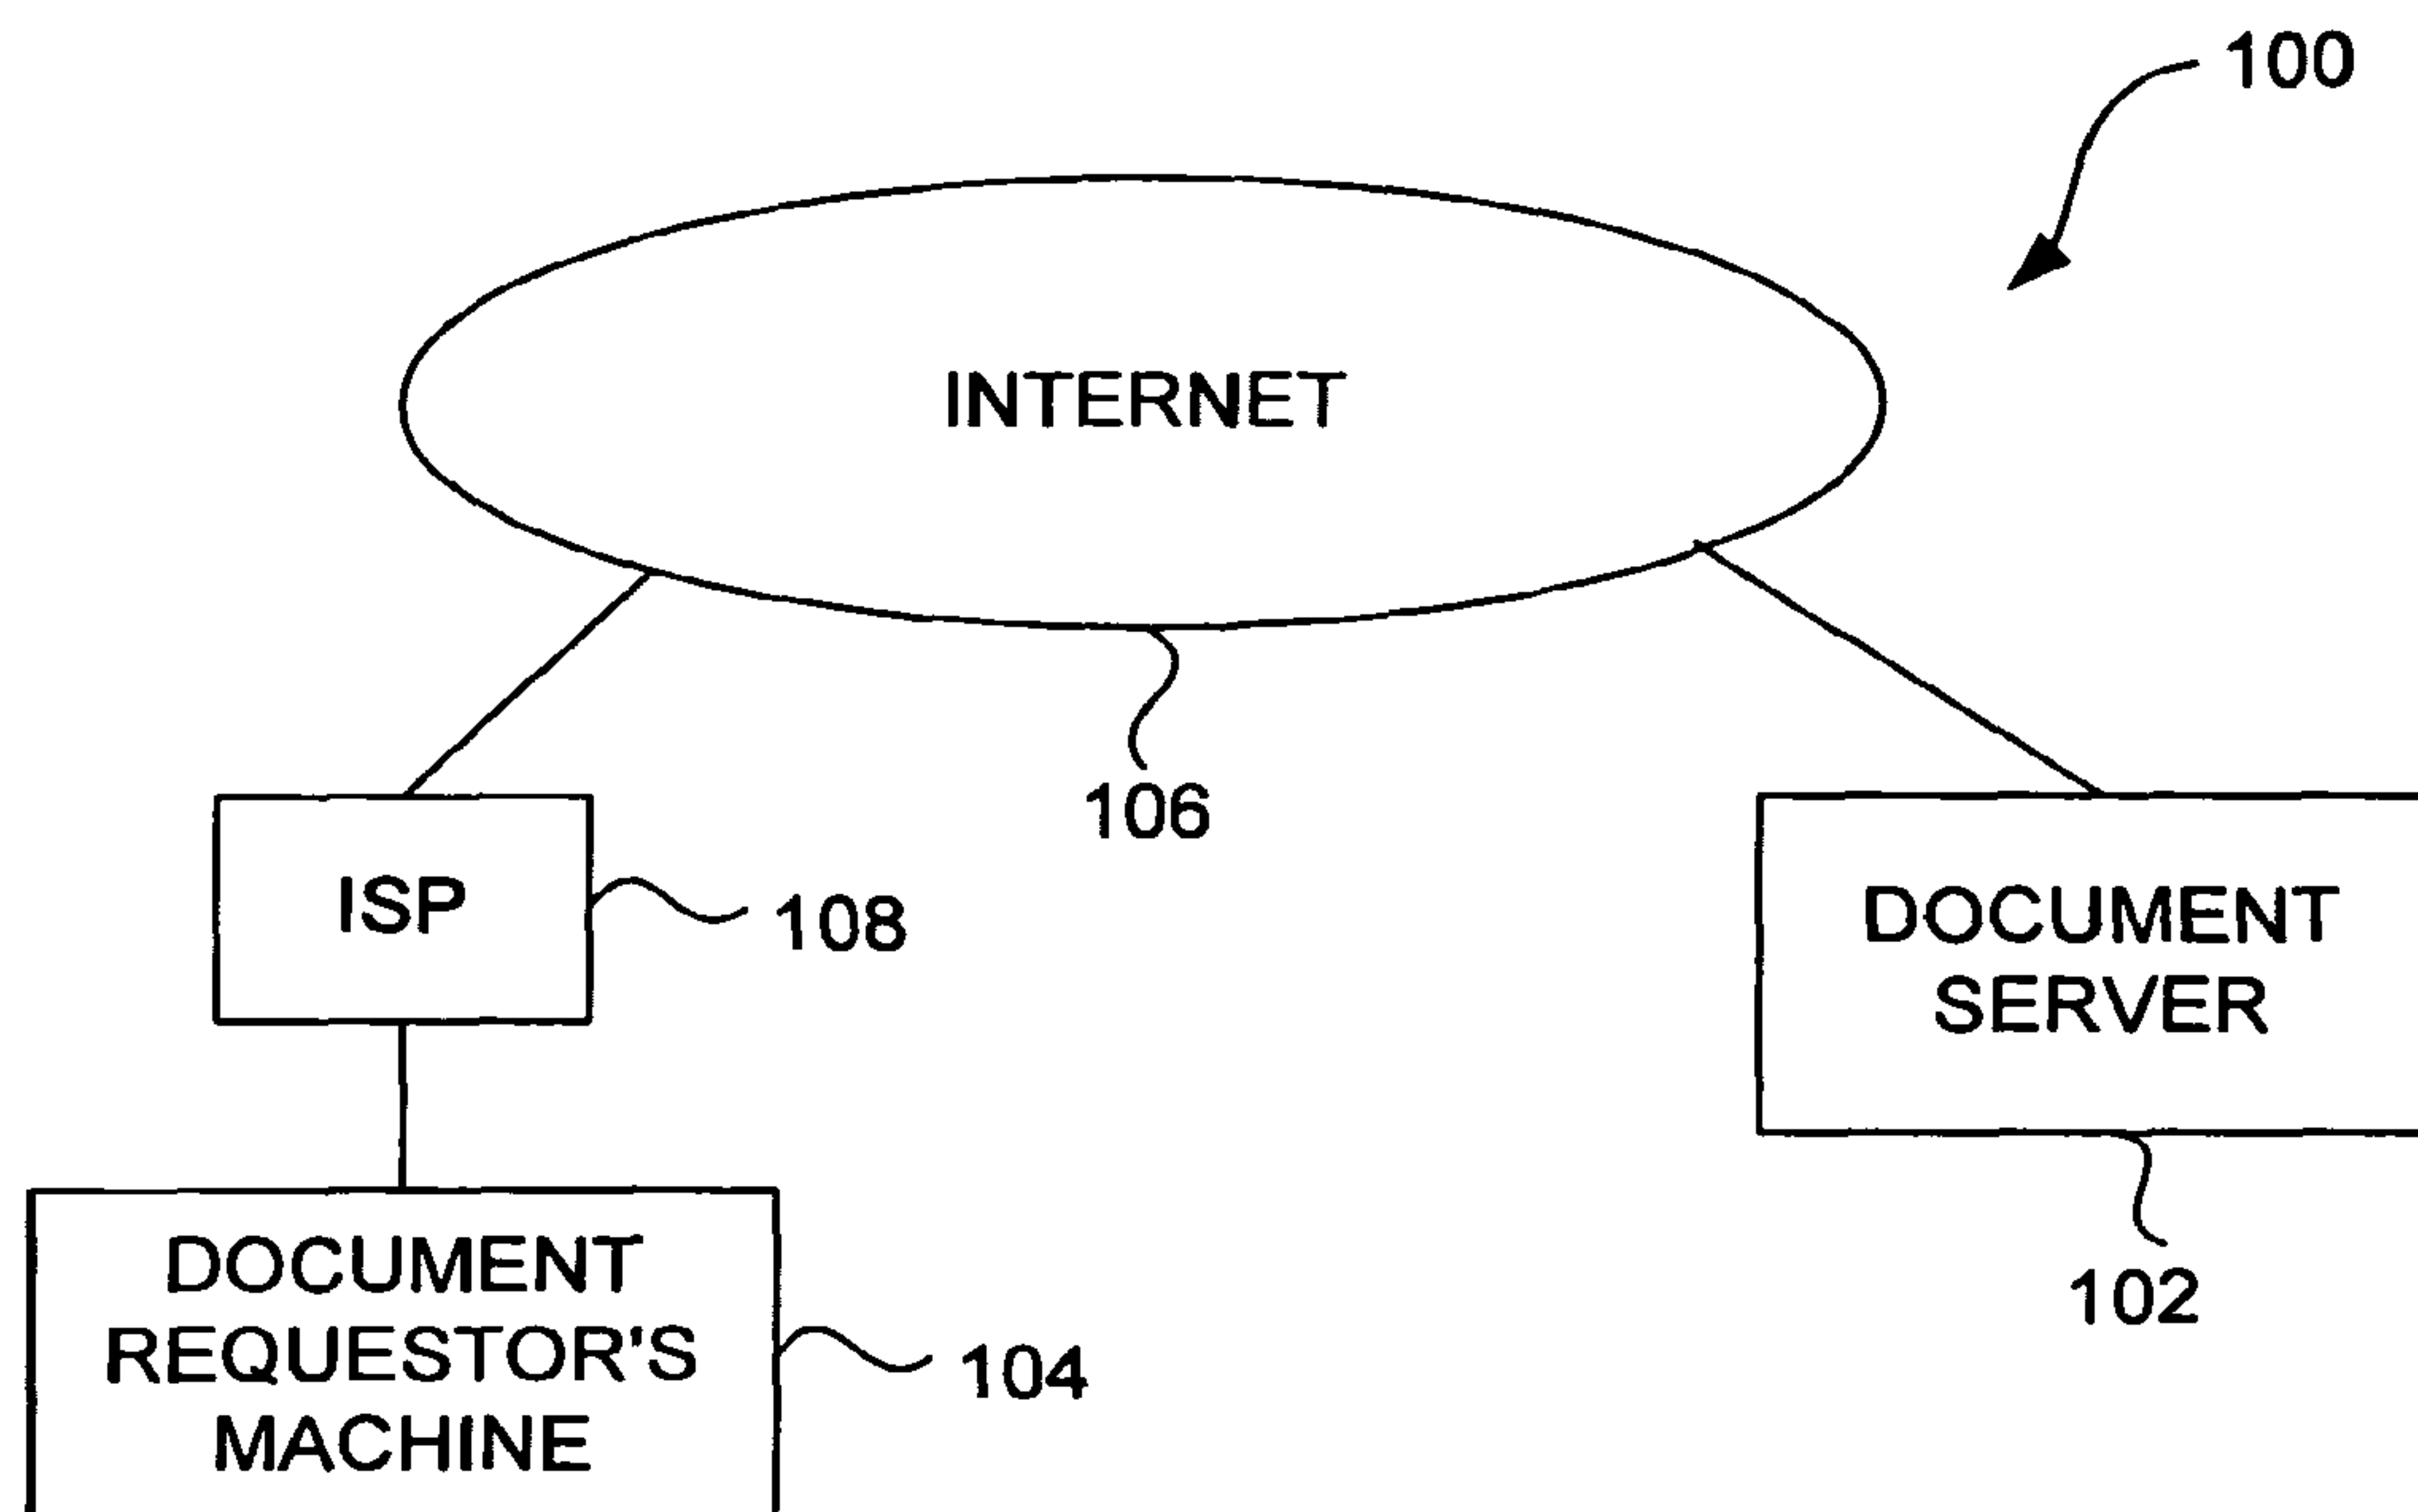 100
INTERNET
106
ISP
108
DOCUMENT
SERVER
102
DOCUMENT
REQUESTOR'S
MACHINE
104